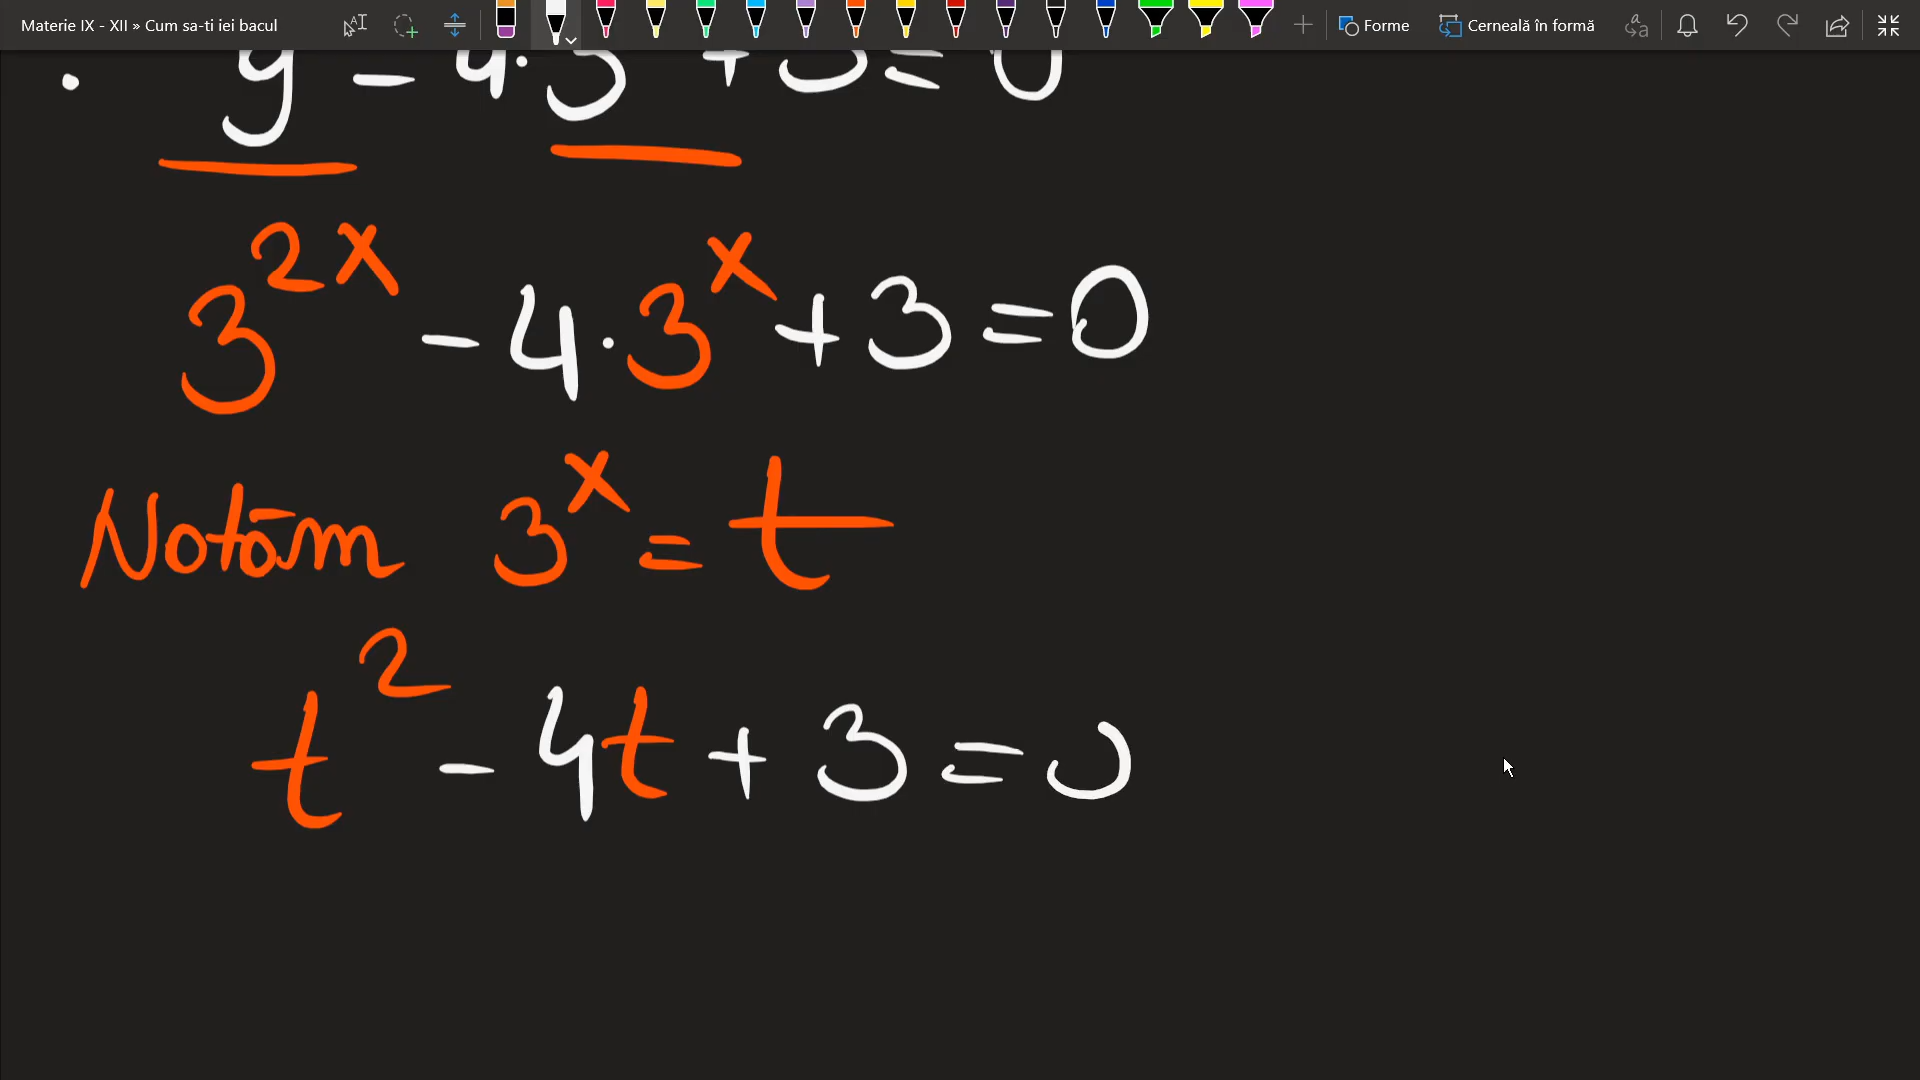 Materie IX - XII » Cum sa-ti iei bacul
Forme
Cerneală în formă
3^{2x} - 4·3^x + 3 = 0
Notăm 3^x = t
t^2 - 4t + 3 = 0